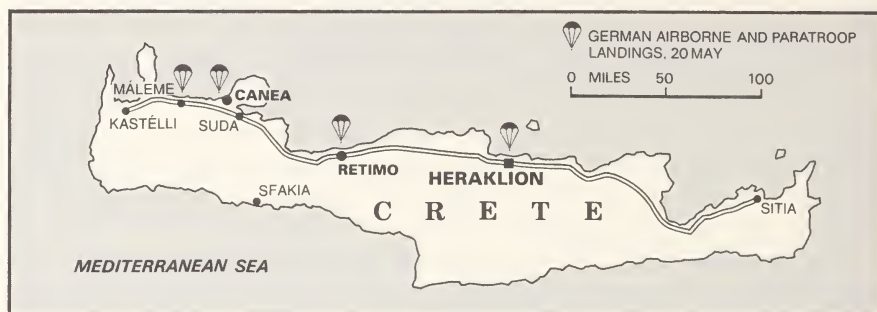 GERMAN AIRBORNE AND PARATROOP
LANDINGS, 20 MAY
0 MILES 50 100
MÁLEME
CANEA
KASTÉLLI
SUDA
RETIMO
HERAKLION
SFAKIA
CRETE
SITIA
MEDITERRANEAN SEA